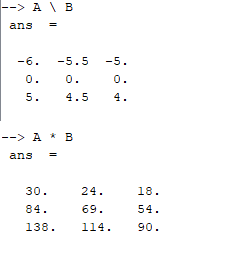 --> A \ B
ans =
-6. -5.5 -5.
0. 0. 0.
5. 4.5 4.
--> A * B
ans =
30. 24. 18.
84. 69. 54.
138. 114. 90.